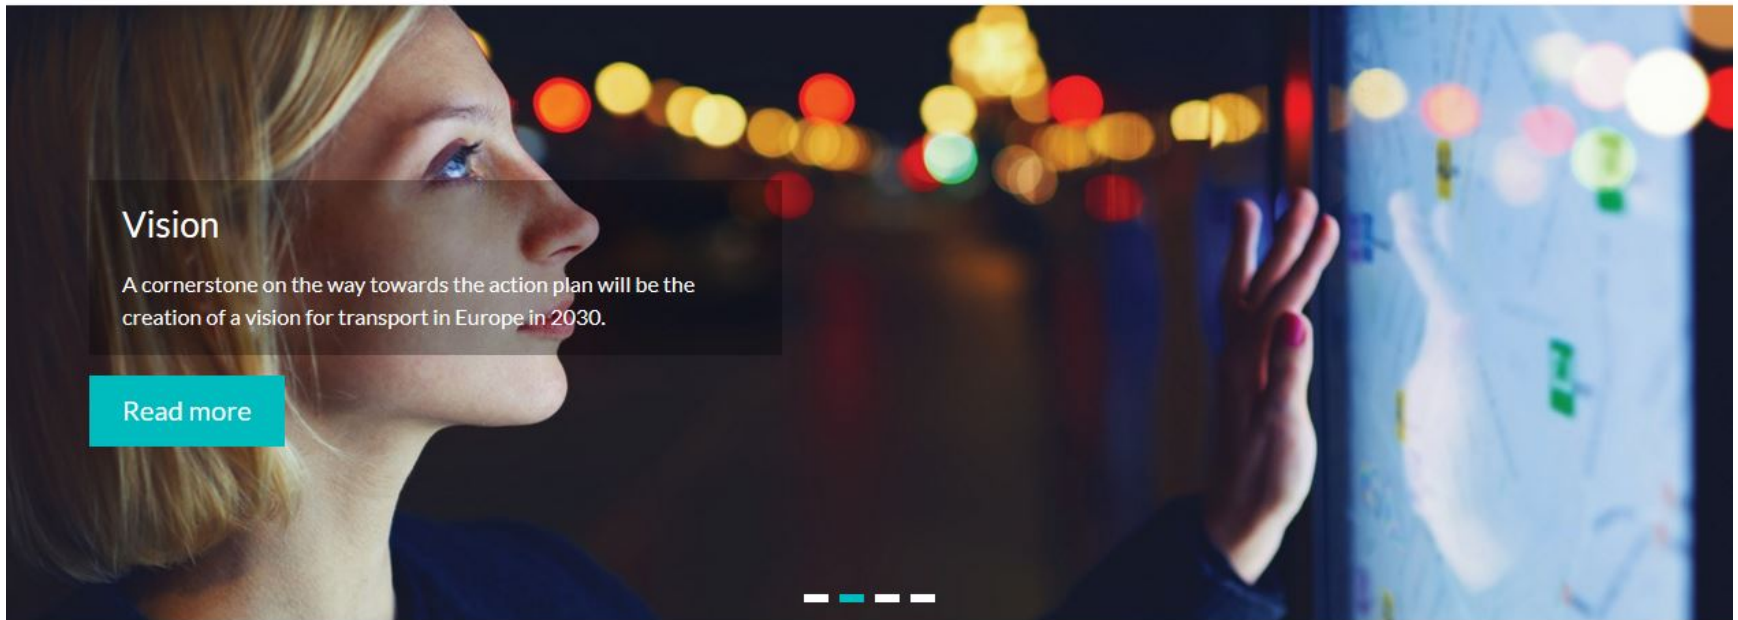 Vision
A cornerstone on the way towards the action plan will be the
creation of a vision for transport in Europe in 2030.
Read more